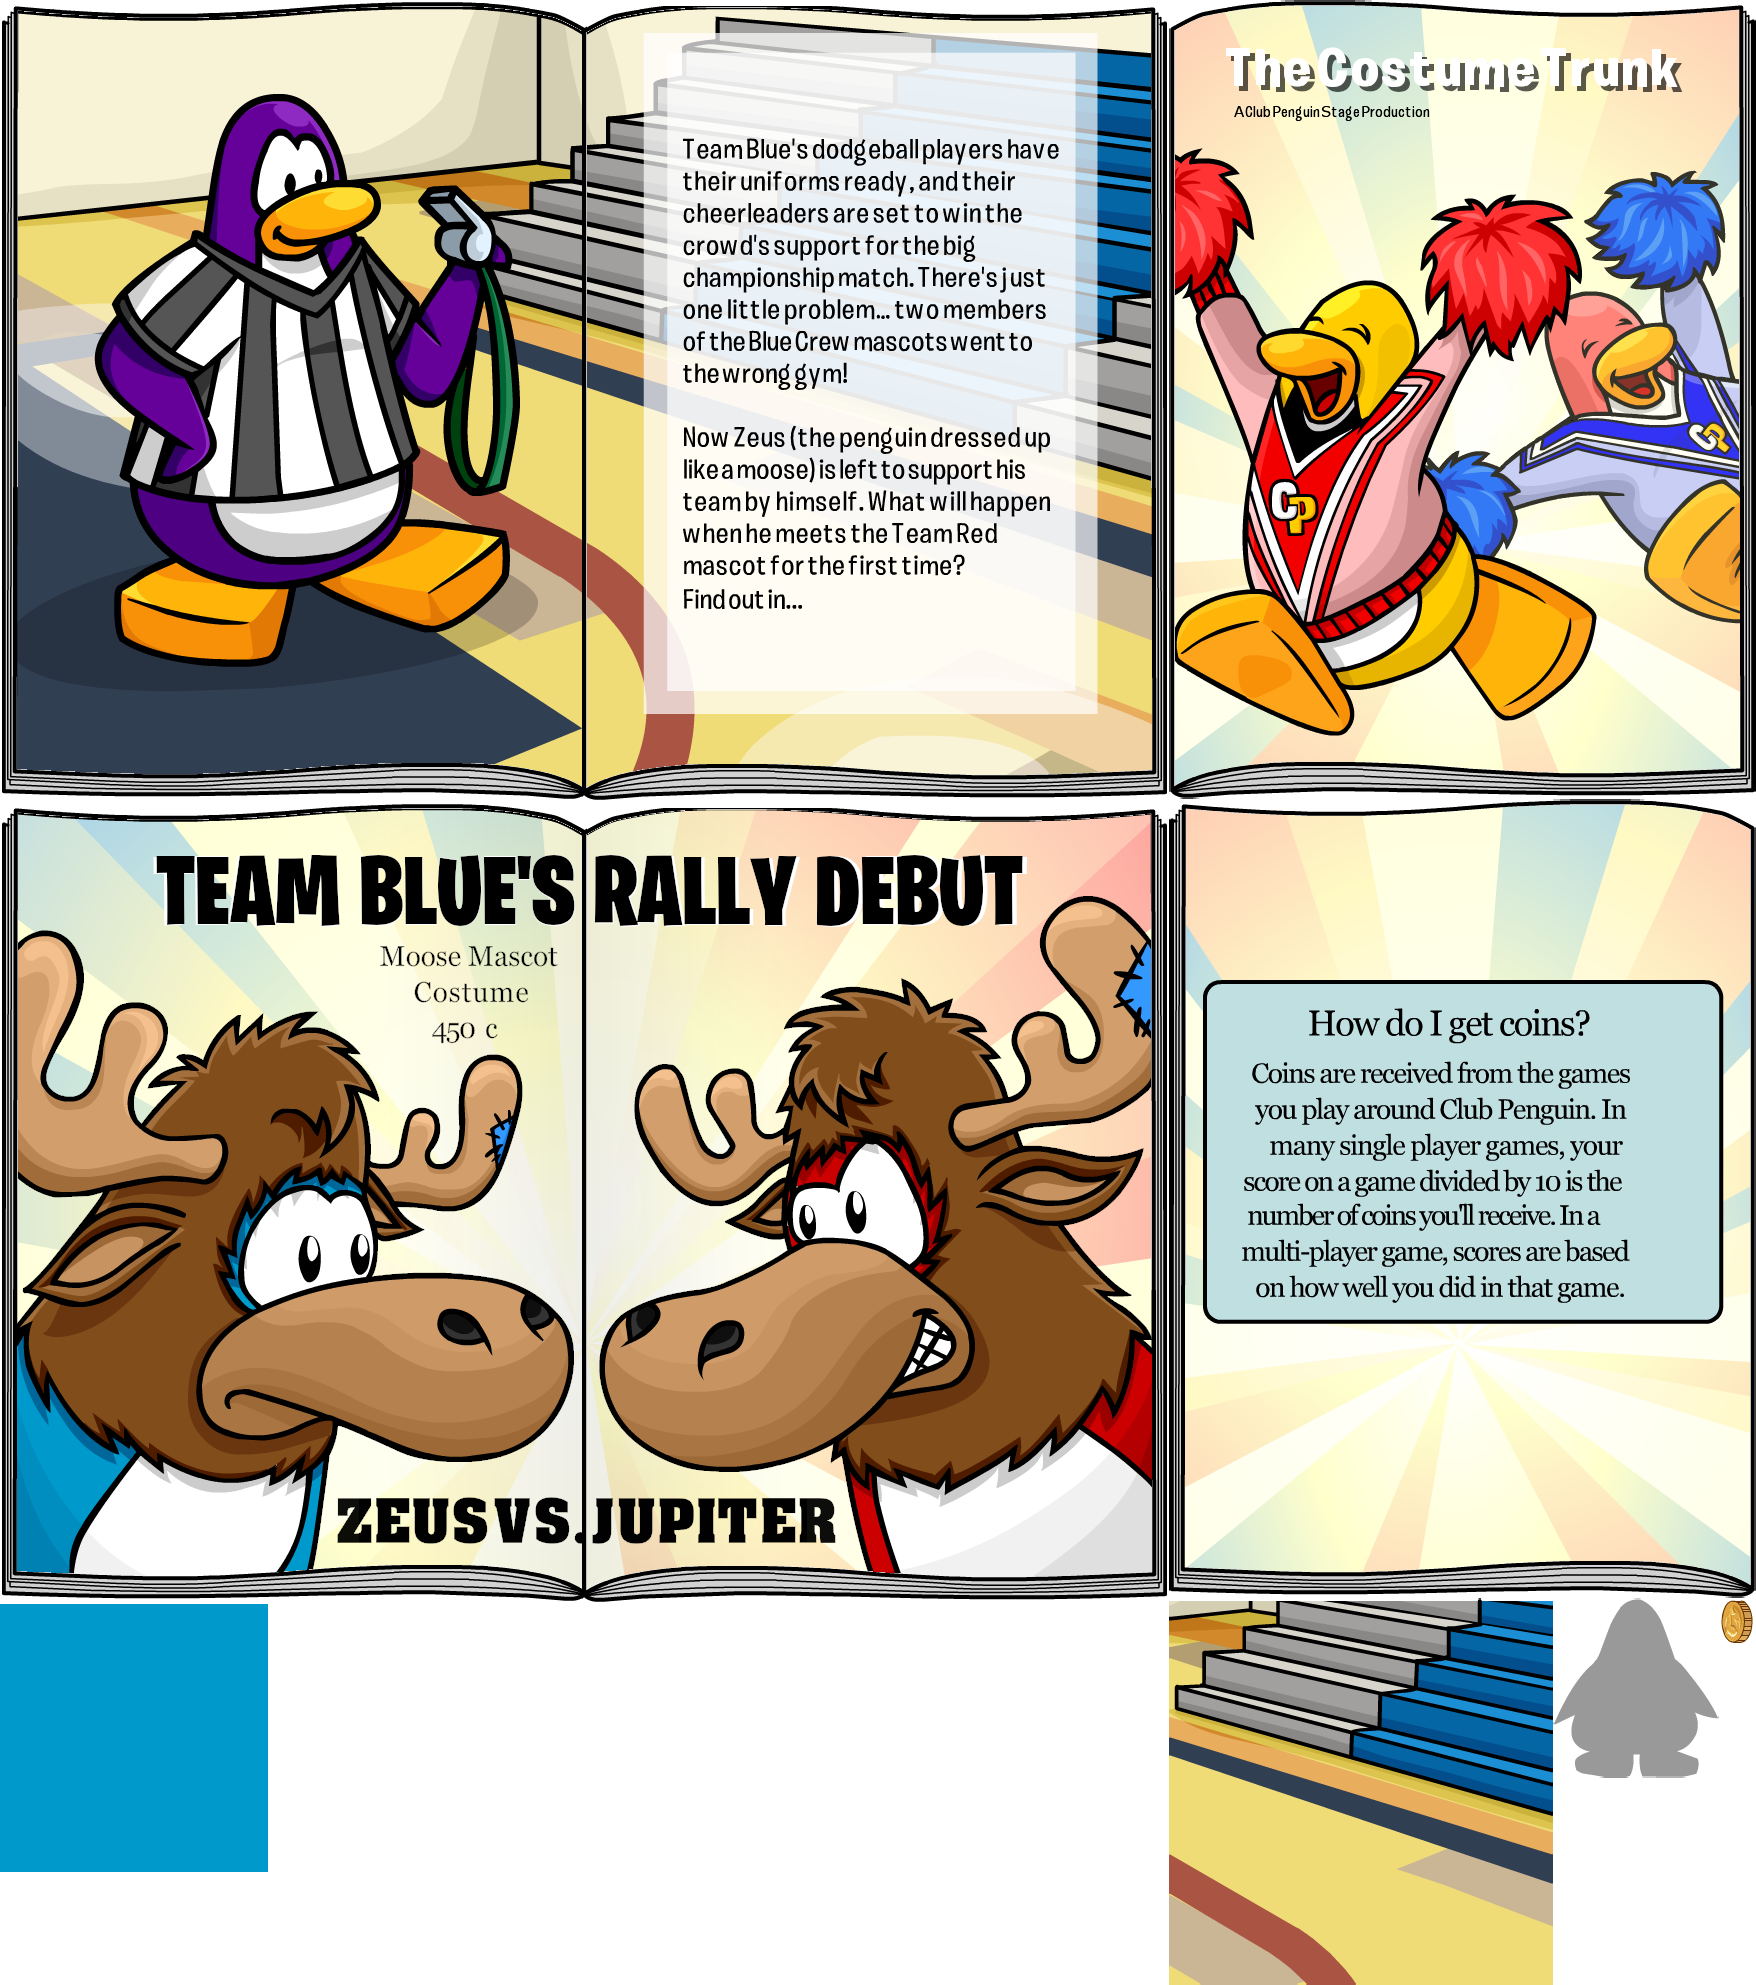 Team Blue's dodgeball players have
their uniforms ready, and their
cheerleaders are set to win the
crowd's support for the big
championship match. There's just
one little problem... two members
of the Blue Crew mascots went to
the wrong gym!
Now Zeus (the penguin dressed up
like a moose) is left to support his
team by himself. What will happen
when he meets the Team Red
mascot for the first time?
Find out in...
The Costume Trunk
A Club Penguin Stage Production
CP
CP
TEAM BLUE'S RALLY DEBUT
Moose Mascot
Costume
450 c
ZEUS VS. JUPITER
How do I get coins?
Coins are received from the games
you play around Club Penguin. In
many single player games, your
score on a game divided by 10 is the
number of coins you'll receive. In a
multi-player game, scores are based
on how well you did in that game.